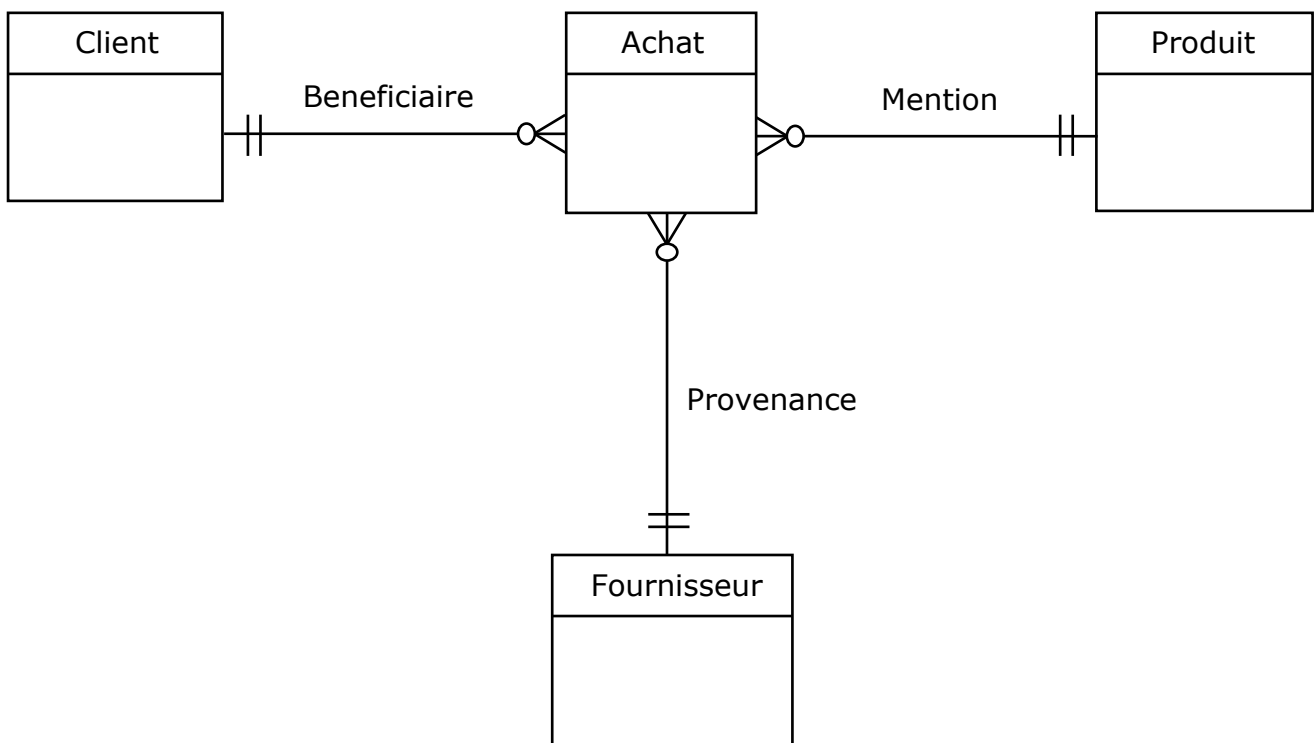 Client
Achat
Produit
Beneficiaire
Mention
Provenance
Fournisseur